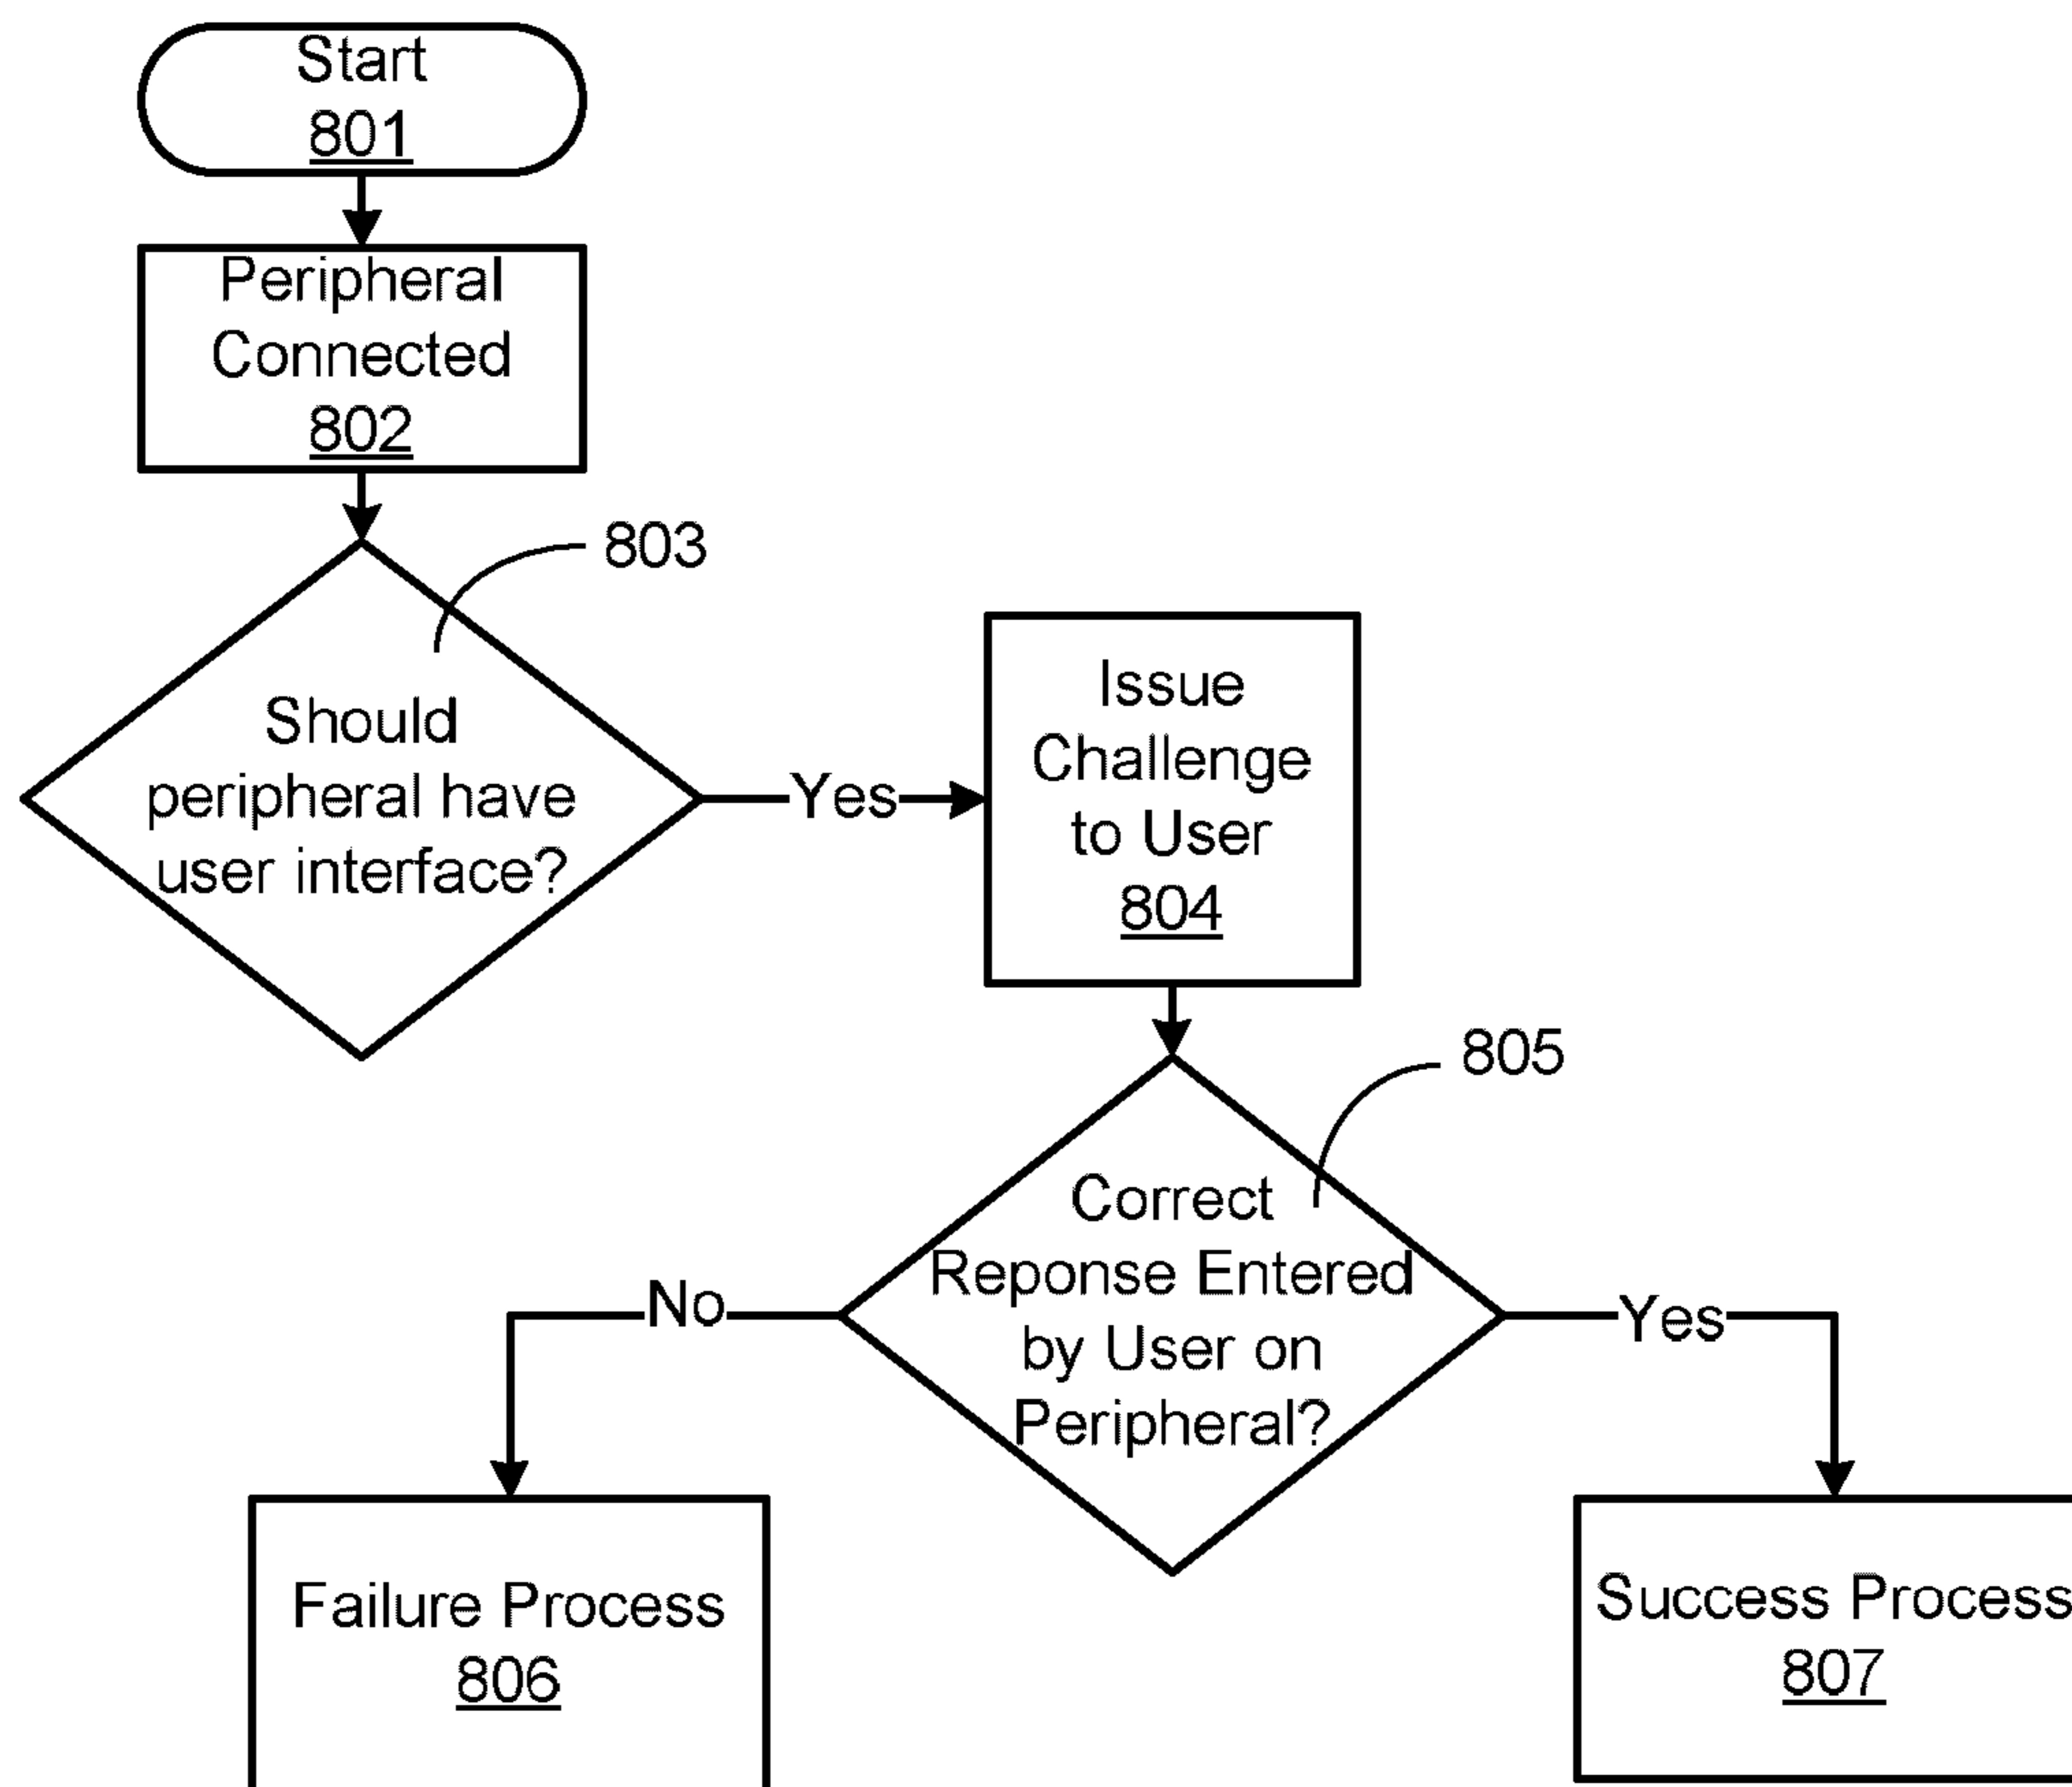 Start
801
Peripheral
Connected
802
803
Should
peripheral have
user interface?
Yes
Issue
Challenge
to User
804
805
Correct
Reponse Entered
by User on
Peripheral?
No
Yes
Failure Process
806
Success Process
807